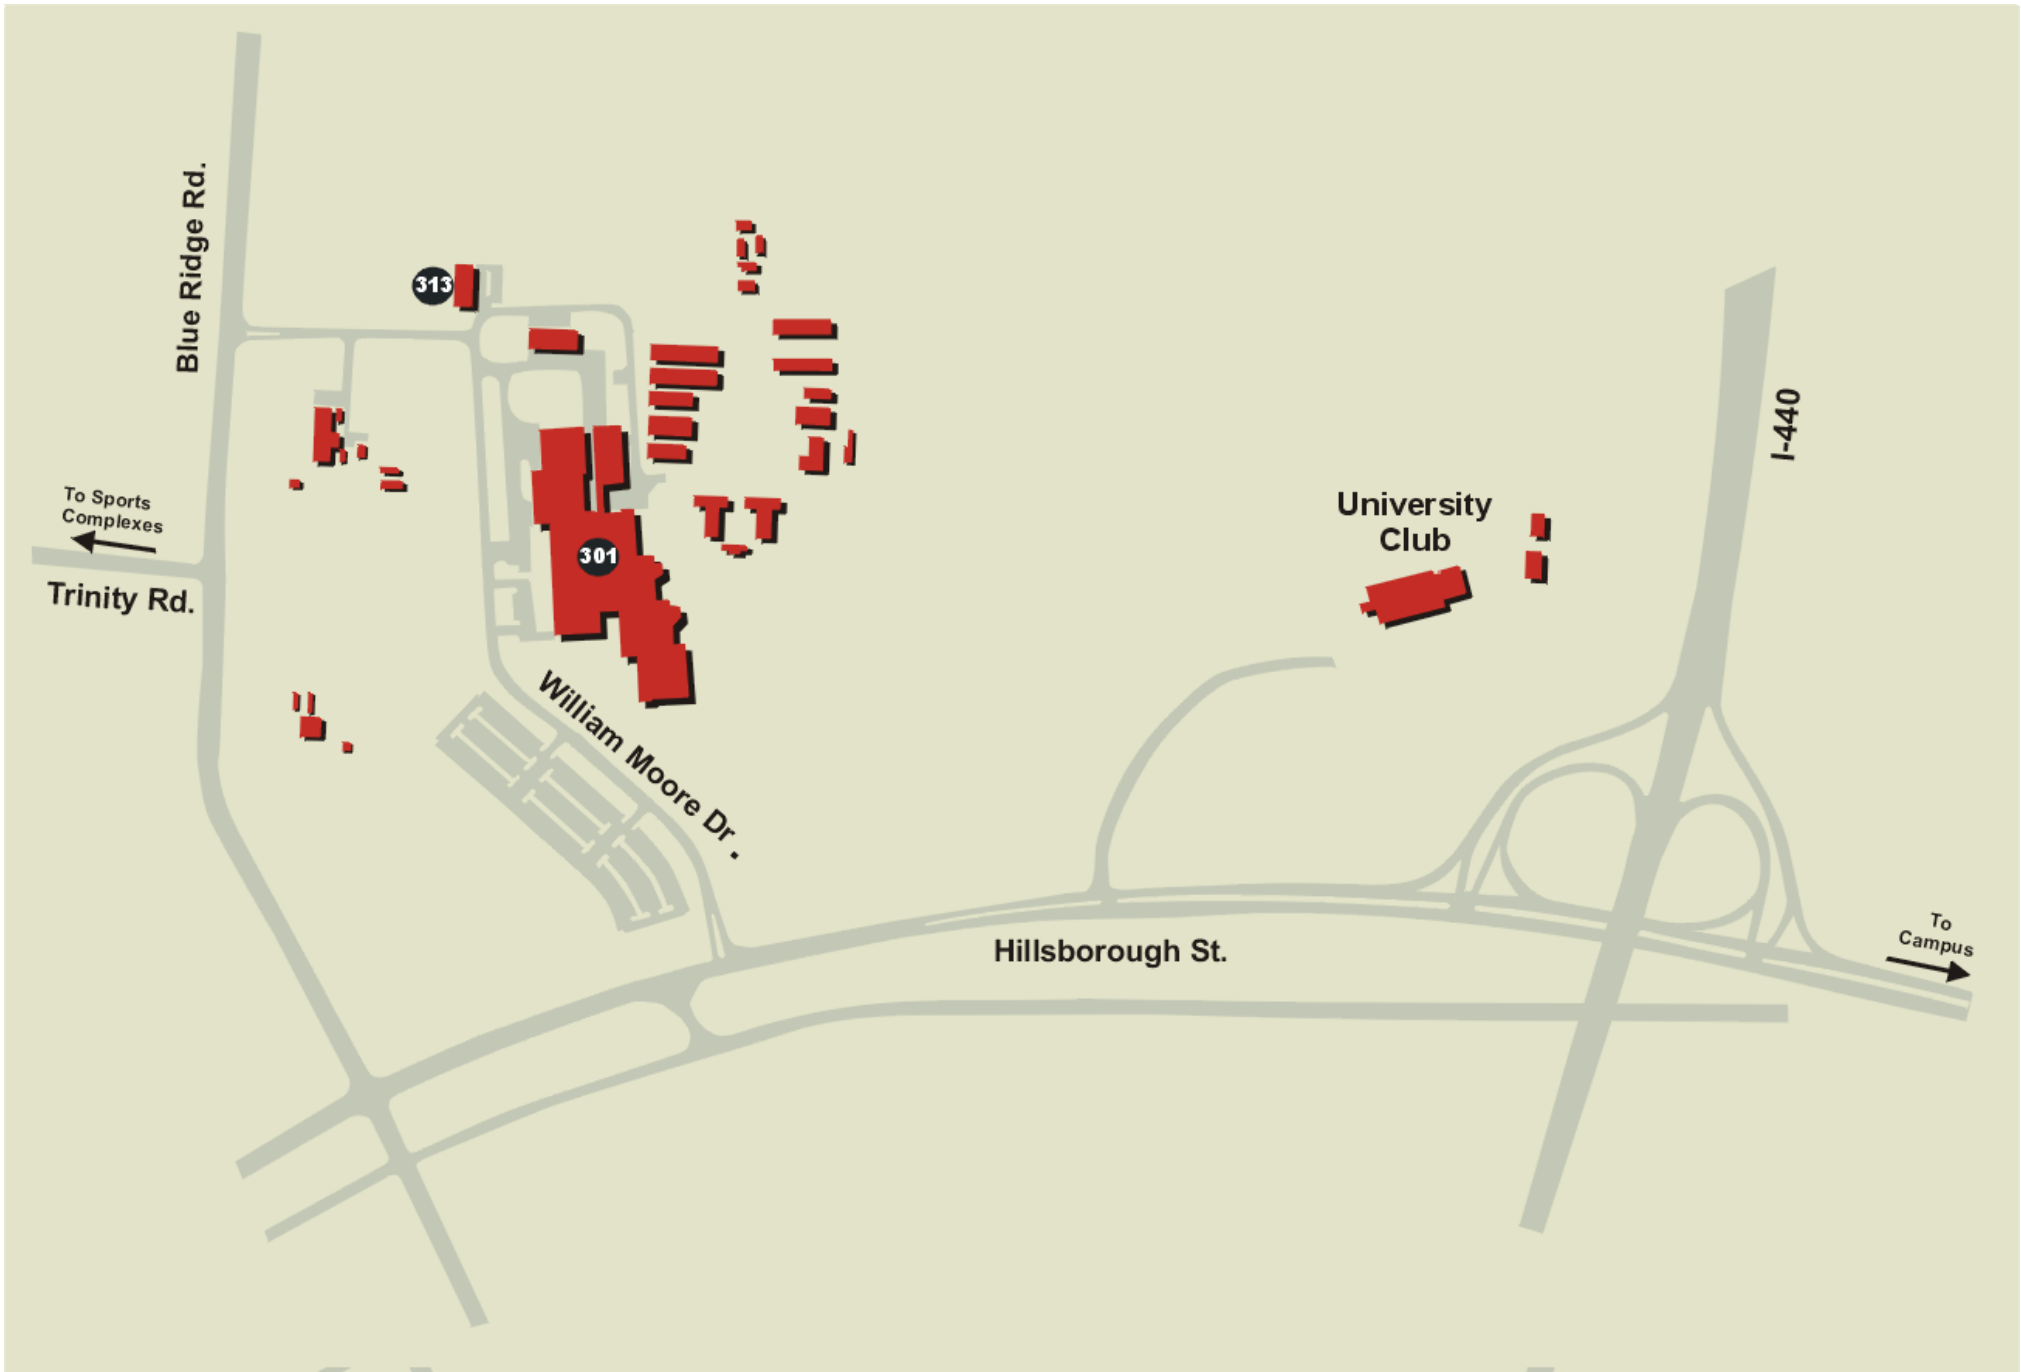 Blue Ridge Rd.
313
I-440
To Sports
Complexes
University
Club
301
Trinity Rd.
William Moore Dr .
To
Campus
Hillsborough St.